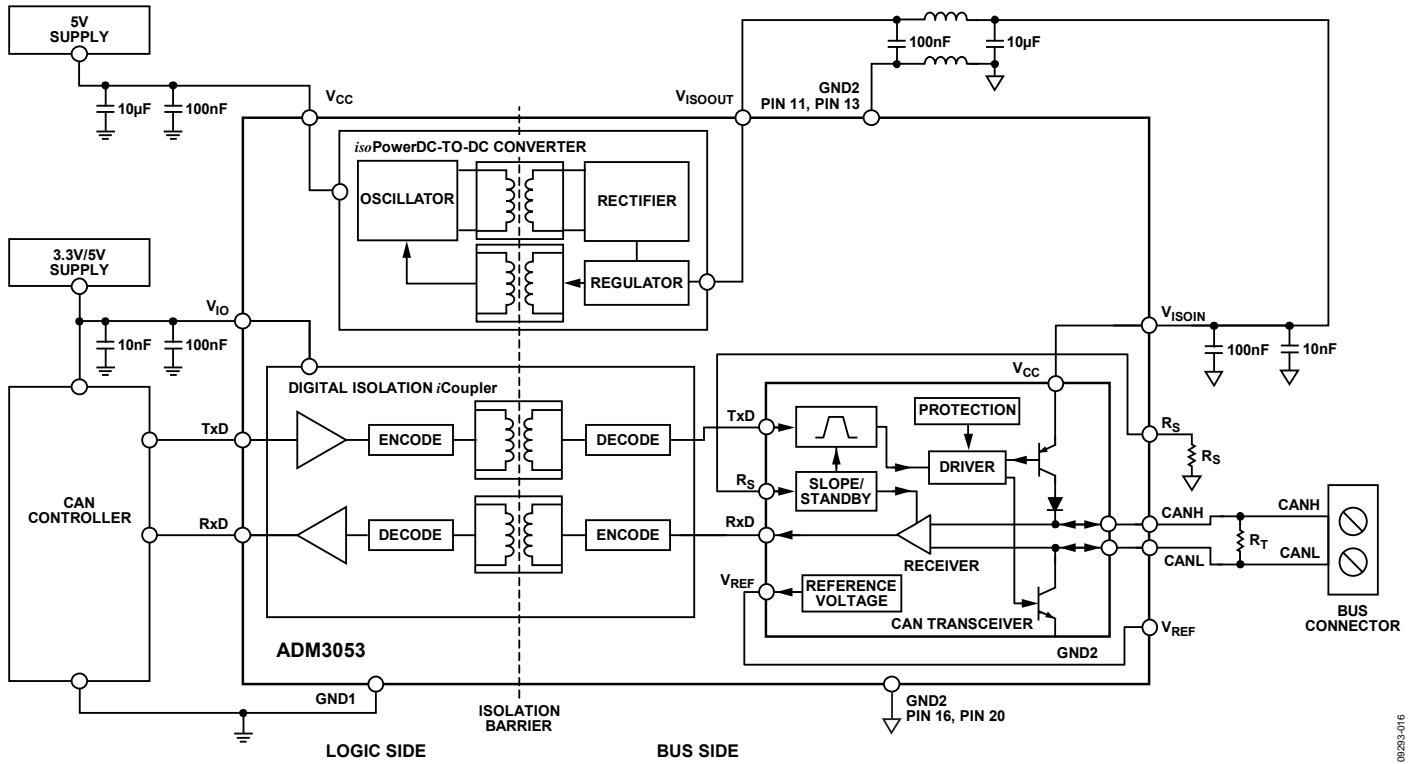 5V
SUPPLY
10µF
100nF
VCC
VISOOUT
100nF
10µF
GND2
PIN 11, PIN 13
isoPowerDC-TO-DC CONVERTER
OSCILLATOR
RECTIFIER
REGULATOR
3.3V/5V
SUPPLY
VIO
10nF
100nF
VISOIN
100nF
10nF
DIGITAL ISOLATION iCoupler
VCC
PROTECTION
TxD
ENCODE
DECODE
TxD
DRIVER
RS
RS
RS
SLOPE/
STANDBY
CAN
CONTROLLER
RxD
DECODE
ENCODE
RxD
RECEIVER
CANH
CANH
RT
CANL
CANL
VREF
REFERENCE
VOLTAGE
CAN TRANSCEIVER
BUS
CONNECTOR
VREF
ADM3053
GND2
GND1
ISOLATION
BARRIER
GND2
PIN 16, PIN 20
LOGIC SIDE
BUS SIDE
09293-016